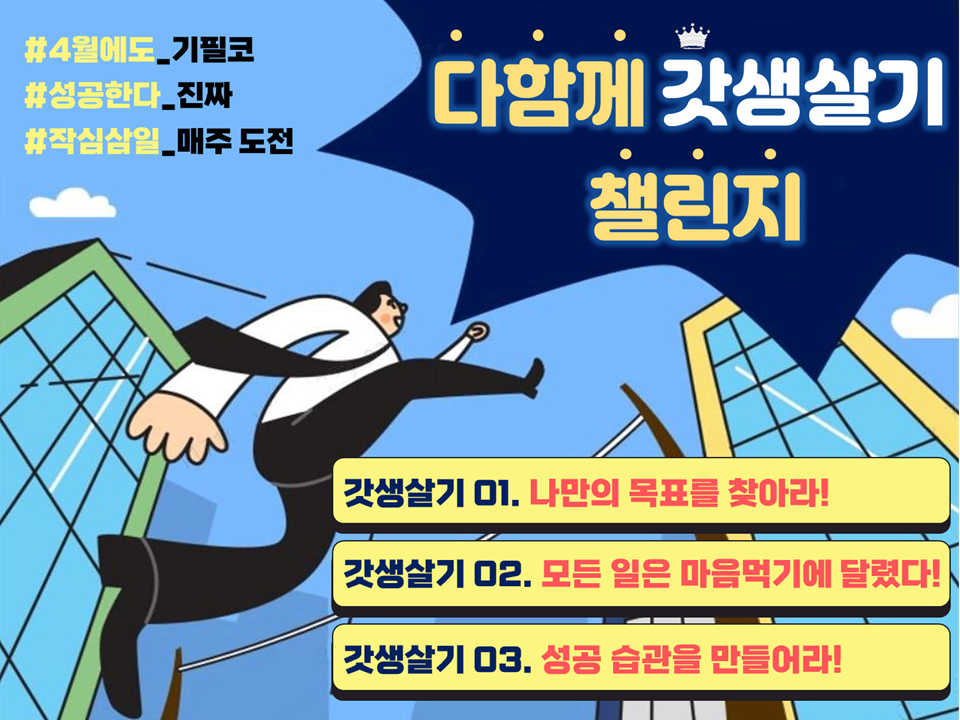 #4월에도_기필코
#성공한다_진짜
#작심삼일_매주 도전
다함께 갓생살기
챌린지
갓생살기 01. 나만의 목표를 찾아라!
갓생살기 02. 모든 일은 마음먹기에 달렸다!
갓생살기 03. 성공 습관을 만들어라!